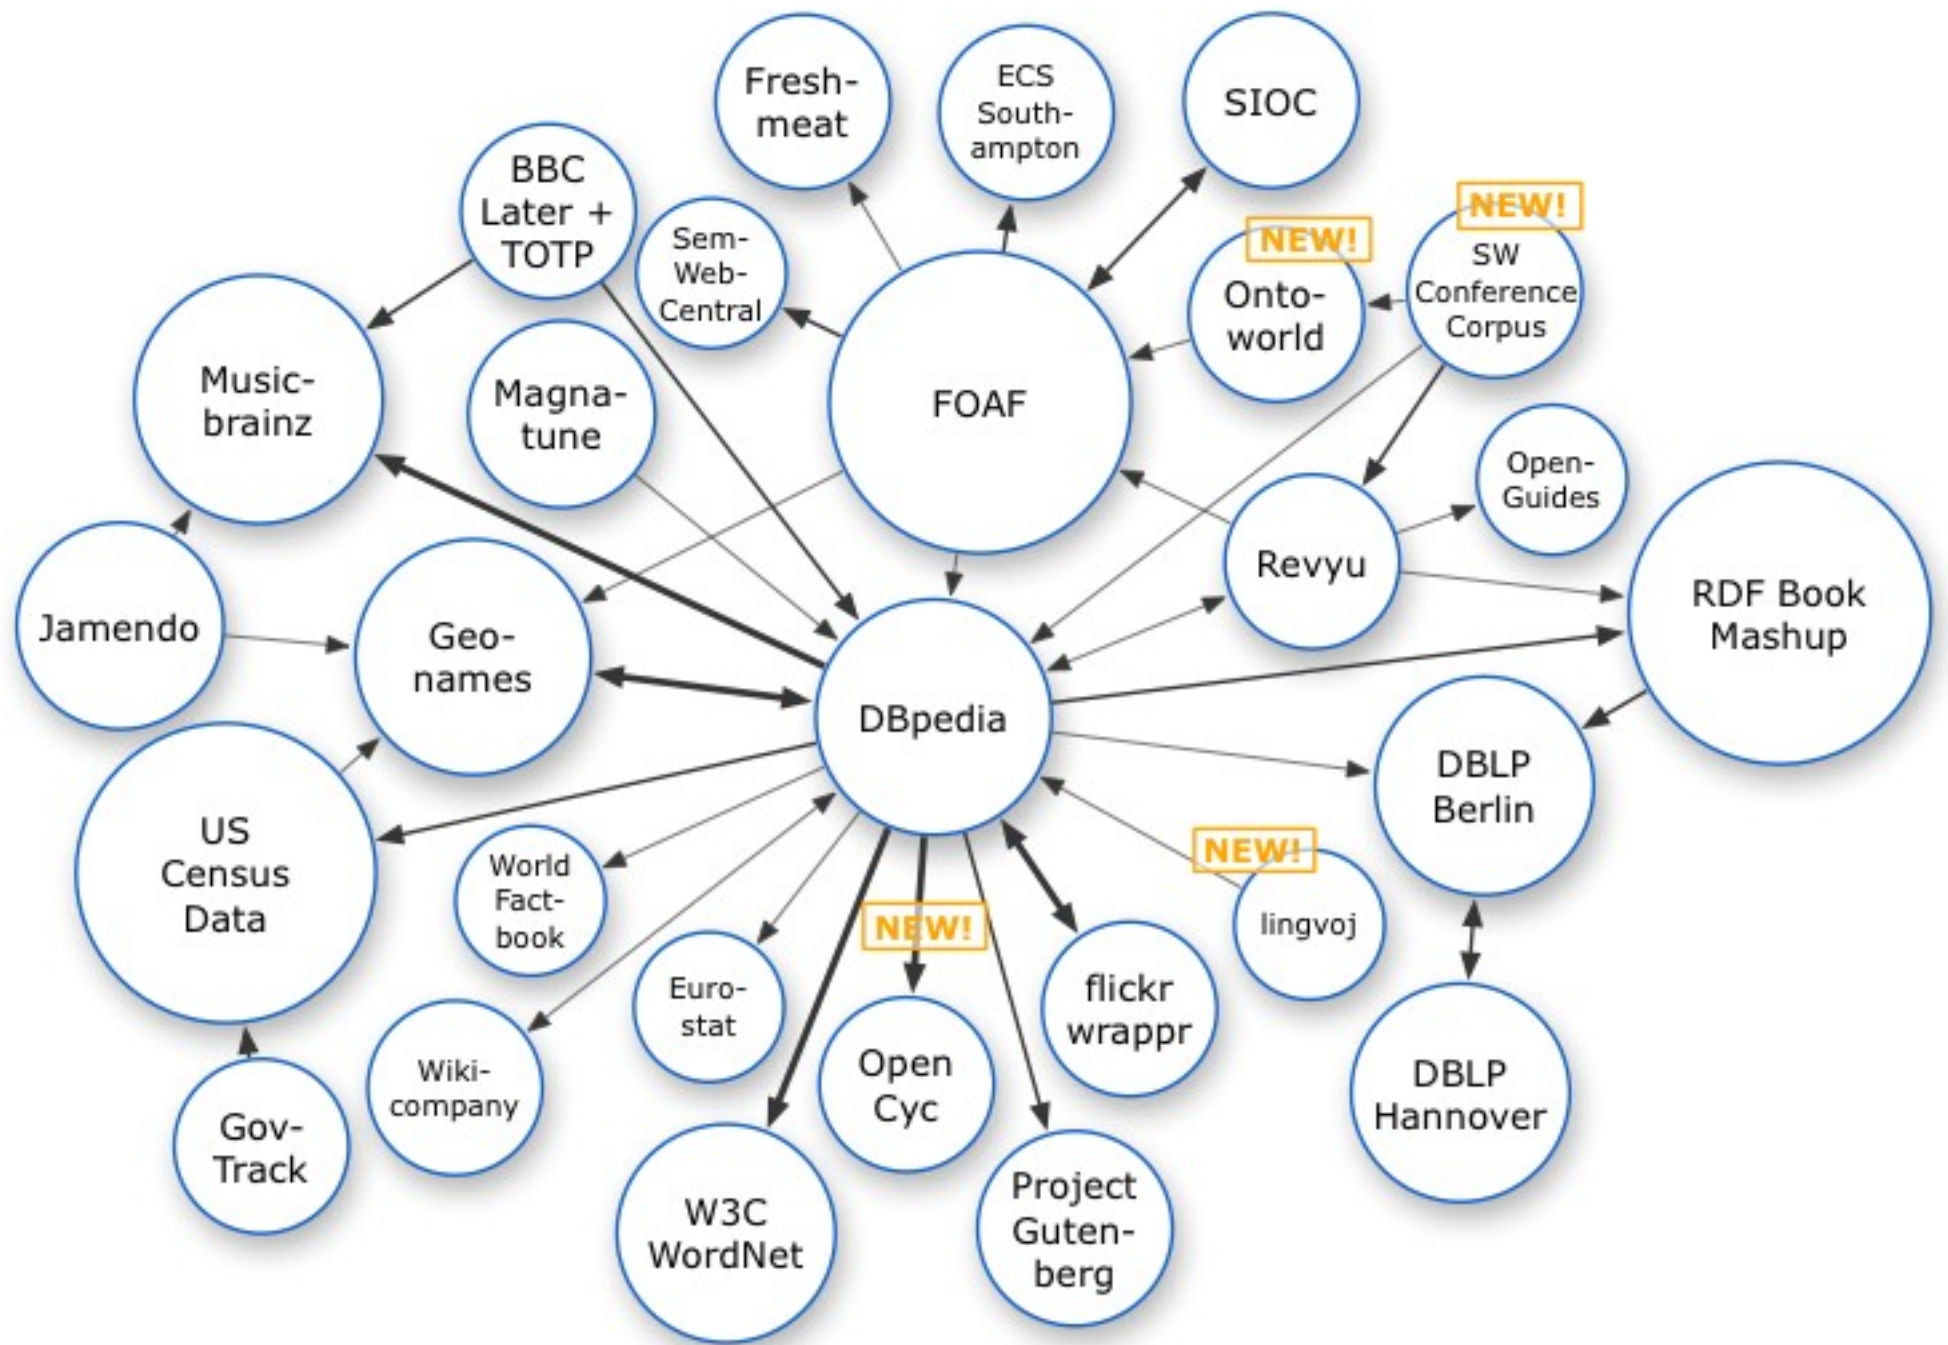 Fresh-
meat
ECS
South-
ampton
SIOC
BBC
Later +
TOTP
Sem-
Web-
Central
NEW!
Onto-
world
NEW!
SW
Conference
Corpus
Music-
brainz
Magna-
tune
FOAF
Open-
Guides
Jamendo
Geo-
names
DBpedia
Revyu
RDF Book
Mashup
US
Census
Data
World
Fact-
book
NEW!
lingvoj
DBLP
Berlin
Gov-
Track
Wiki-
company
Euro-
stat
NEW!
Open
Cyc
flickr
wrappr
DBLP
Hannover
W3C
WordNet
Project
Guten-
berg